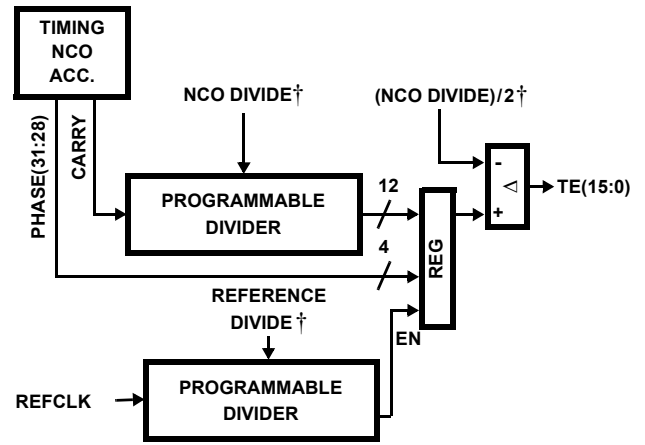 TIMING
NCO
ACC.
NCO DIVIDE†
(NCO DIVIDE)/2†
PHASE(31:28)
CARRY
-
+
Δ
TE(15:0)
PROGRAMMABLE
DIVIDER
12
4
REG
REFERENCE
DIVIDE†
EN
REFCLK
PROGRAMMABLE
DIVIDER